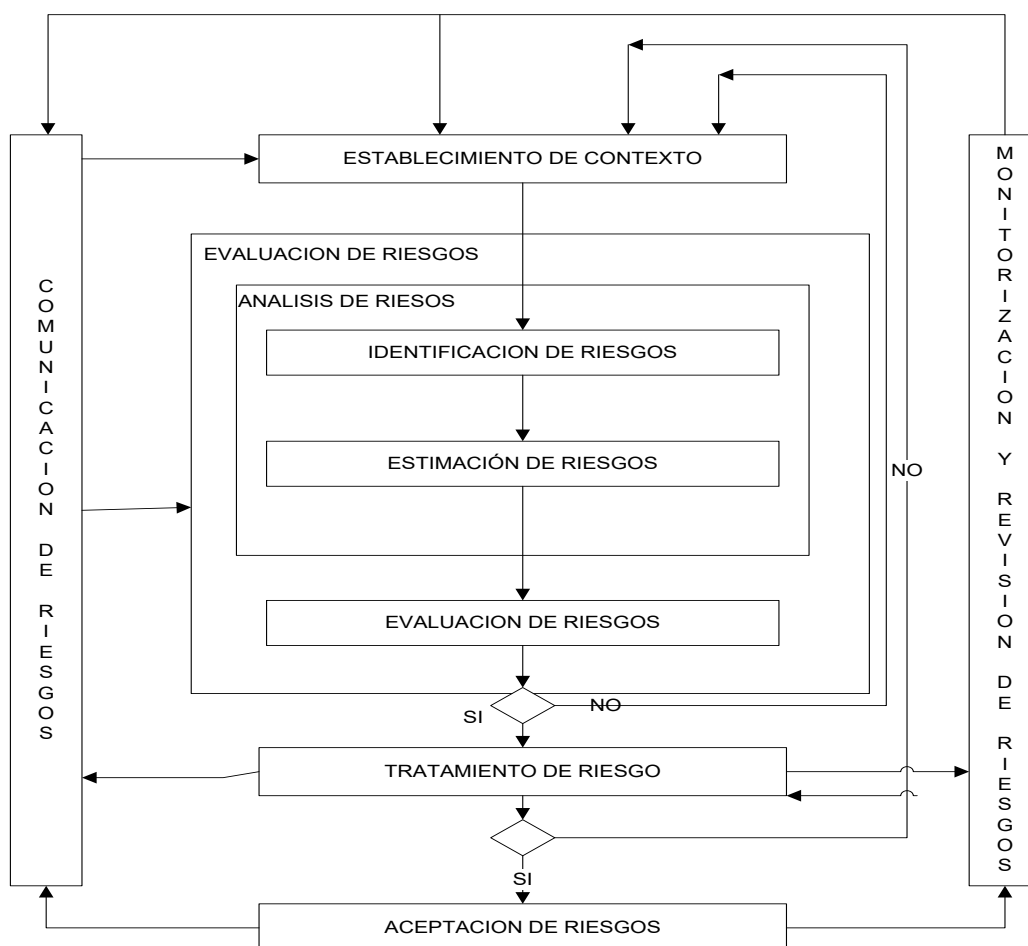 ESTABLECIMIENTO DE CONTEXTO
EVALUACION DE RIESGOS
ANALISIS DE RIESOS
IDENTIFICACION DE RIESGOS
ESTIMACIÓN DE RIESGOS
EVALUACION DE RIESGOS
SI
NO
NO
TRATAMIENTO DE RIESGO
SI
ACEPTACION DE RIESGOS
COMUNICACION DE RIESGOS
MONITORIZACION Y REVISION DE RIESGOS